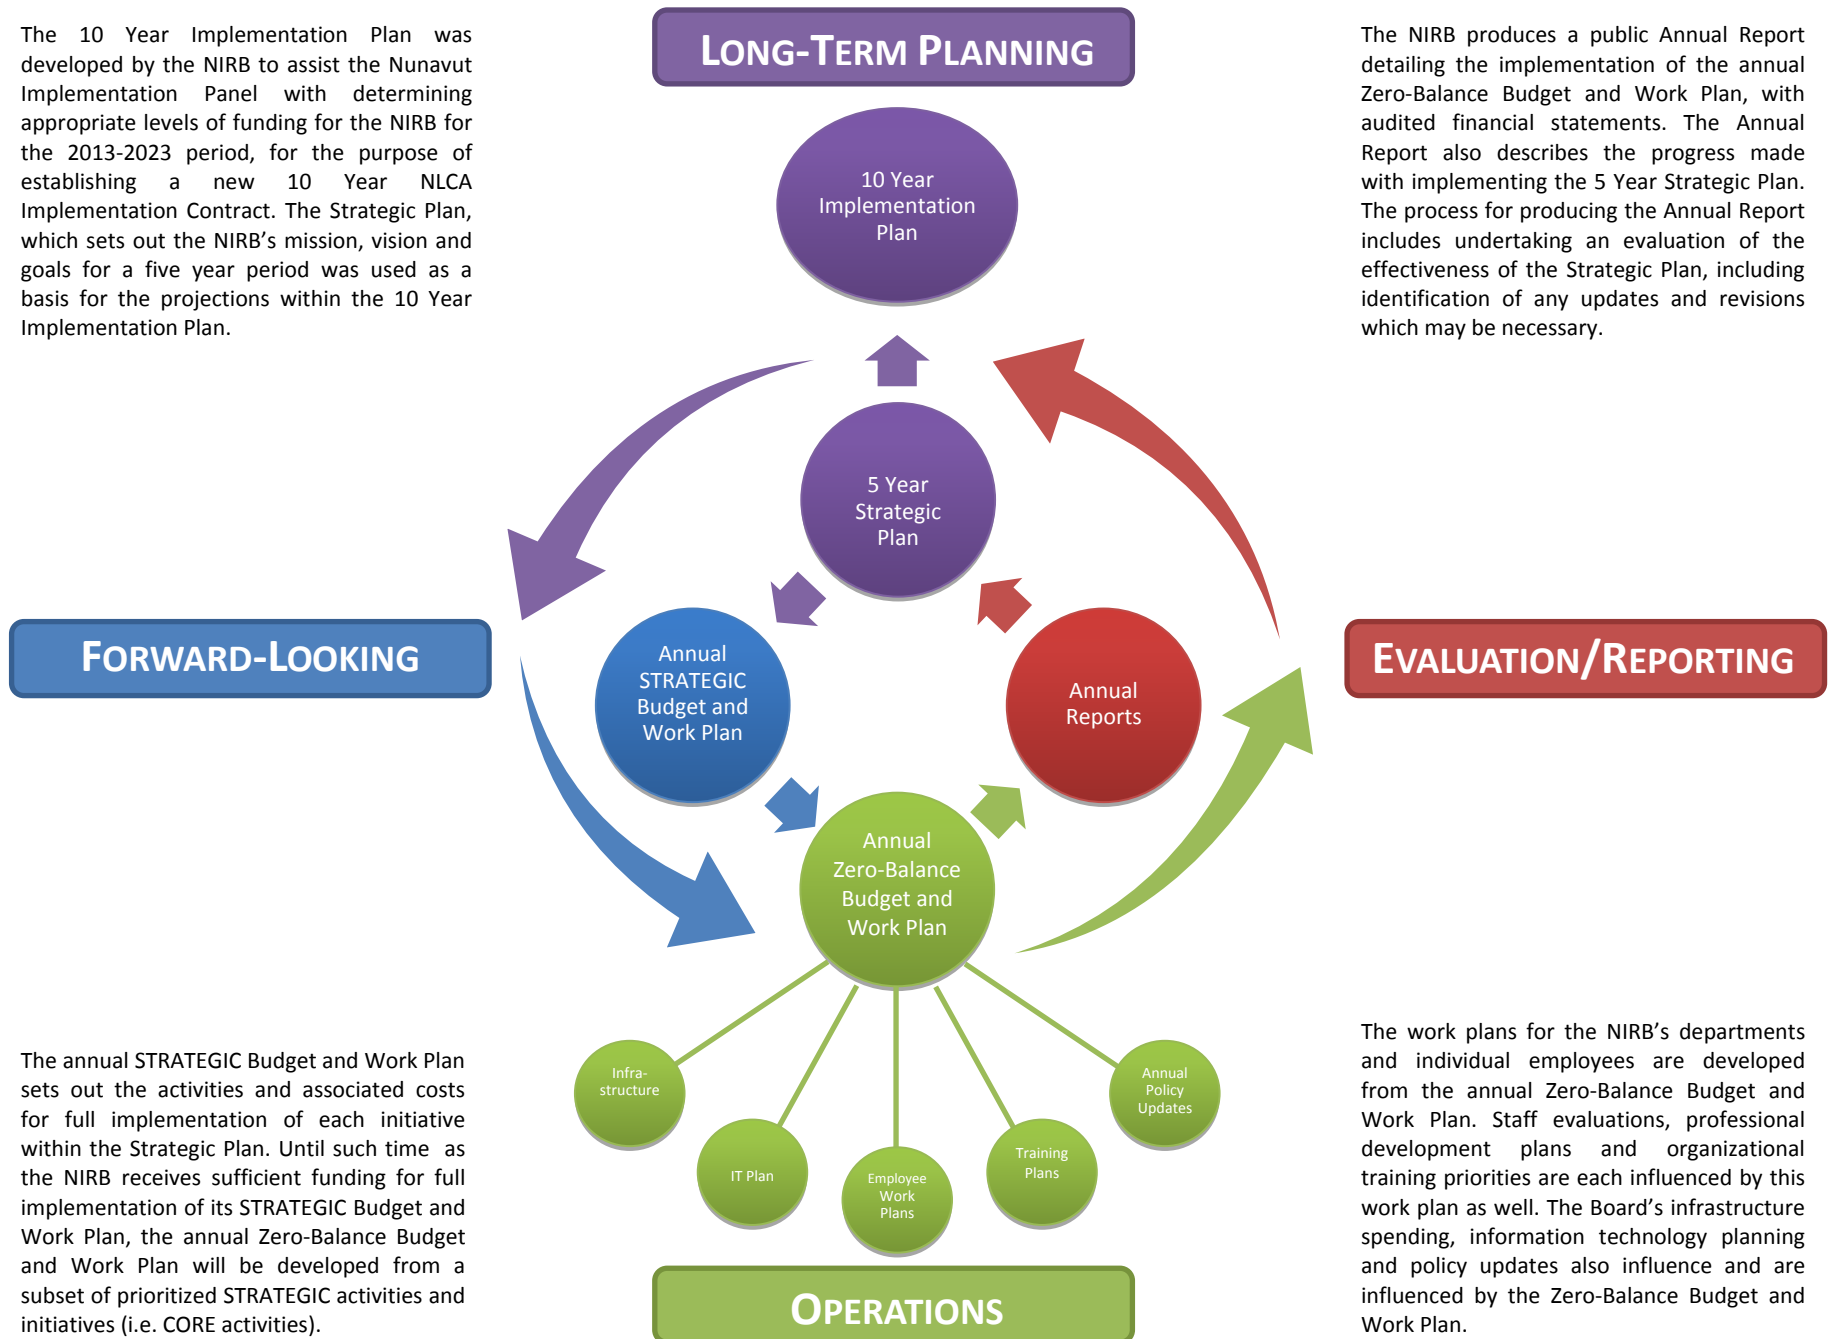 The 10 Year Implementation Plan was
developed by the NIRB to assist the Nunavut
Implementation Panel with determining
appropriate levels of funding for the NIRB for
the 2013-2023 period, for the purpose of
establishing a new 10 Year NLCA
Implementation Contract. The Strategic Plan,
which sets out the NIRB's mission, vision and
goals for a five year period was used as a
basis for the projections within the 10 Year
Implementation Plan.
LONG-TERM PLANNING
The NIRB produces a public Annual Report
detailing the implementation of the annual
Zero-Balance Budget and Work Plan, with
audited financial statements. The Annual
Report also describes the progress made
with implementing the 5 Year Strategic Plan.
The process for producing the Annual Report
includes undertaking an evaluation of the
effectiveness of the Strategic Plan, including
identification of any updates and revisions
which may be necessary.
10 Year
Implementation
Plan
5 Year
Strategic
Plan
FORWARD-LOOKING
Annual
STRATEGIC
Budget and
Work Plan
Annual
Reports
EVALUATION/REPORTING
Annual
Zero-Balance
Budget and
Work Plan
Infra-
structure
IT Plan
Employee
Work
Plans
Training
Plans
Annual
Policy
Updates
The annual STRATEGIC Budget and Work Plan
sets out the activities and associated costs
for full implementation of each initiative
within the Strategic Plan. Until such time as
the NIRB receives sufficient funding for full
implementation of its STRATEGIC Budget and
Work Plan, the annual Zero-Balance Budget
and Work Plan will be developed from a
subset of prioritized STRATEGIC activities and
initiatives (i.e. CORE activities).
OPERATIONS
The work plans for the NIRB's departments
and individual employees are developed
from the annual Zero-Balance Budget and
Work Plan. Staff evaluations, professional
development plans and organizational
training priorities are each influenced by this
work plan as well. The Board's infrastructure
spending, information technology planning
and policy updates also influence and are
influenced by the Zero-Balance Budget and
Work Plan.